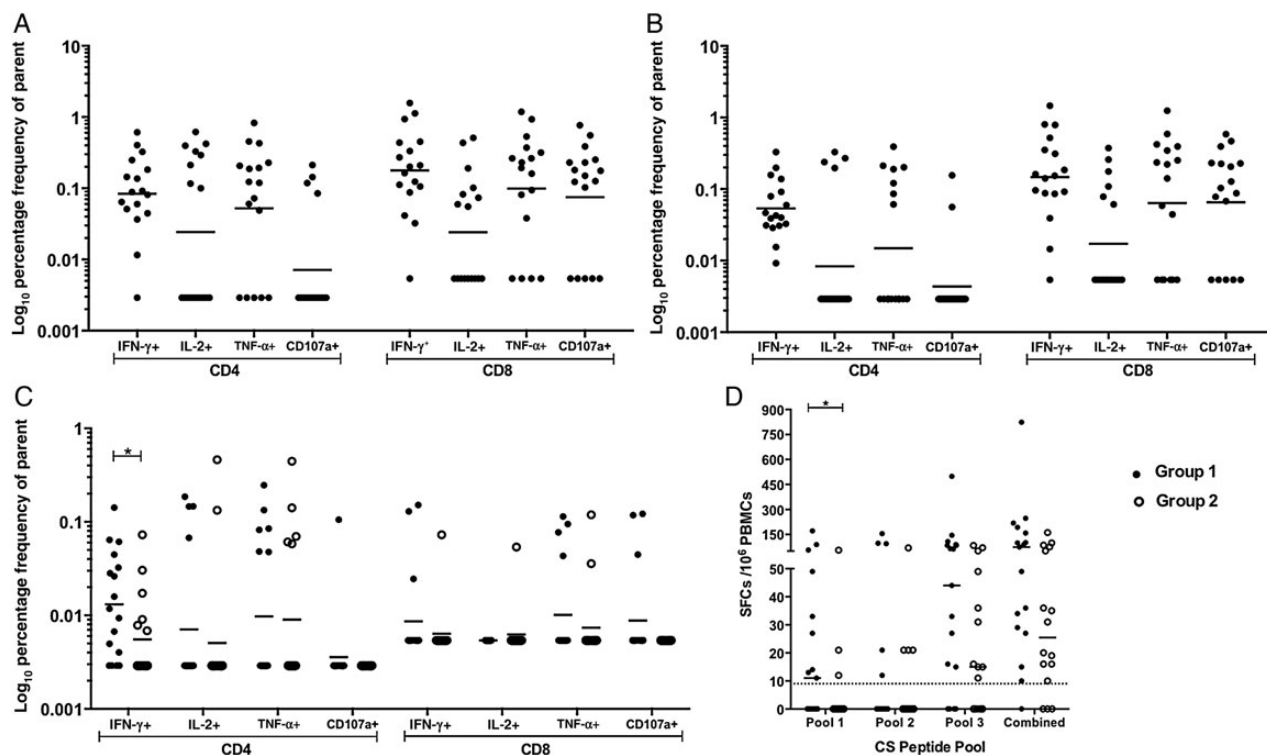 A
Log₁₀ percentage frequency of parent
10
1
0.1
0.01
0.001
IFN-γ+ IL-2+ TNF-α+ CD107a+ IFN-γ⁺ IL-2+ TNF-α+ CD107a+
CD4 CD8
B
Log₁₀ percentage frequency of parent
10
1
0.1
0.01
0.001
IFN-γ+ IL-2+ TNF-α+ CD107a+ IFN-γ+ IL-2+ TNF-α+ CD107a+
CD4 CD8
C
Log₁₀ percentage frequency of parent
1
0.1
0.01
0.001
*
IFN-γ+ IL-2+ TNF-α+ CD107a+ IFN-γ+ IL-2+ TNF-α+ CD107a+
CD4 CD8
D
SFCs /10⁶ PBMCs
900
750
600
450
300
150
50
40
30
20
10
0
*
Pool 1 Pool 2 Pool 3 Combined
CS Peptide Pool
Group 1
Group 2